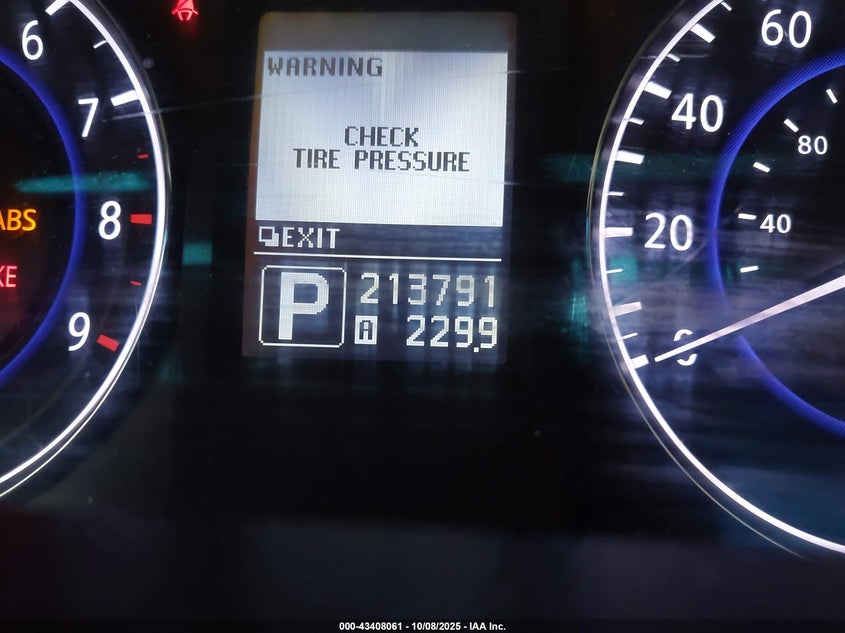 6
7
8
9
ABS
KE
WARNING
CHECK
TIRE PRESSURE
EXIT
P
213791
A 229.9
60
40
20
0
80
40
000-43408061 - 10/08/2025 - IAA Inc.